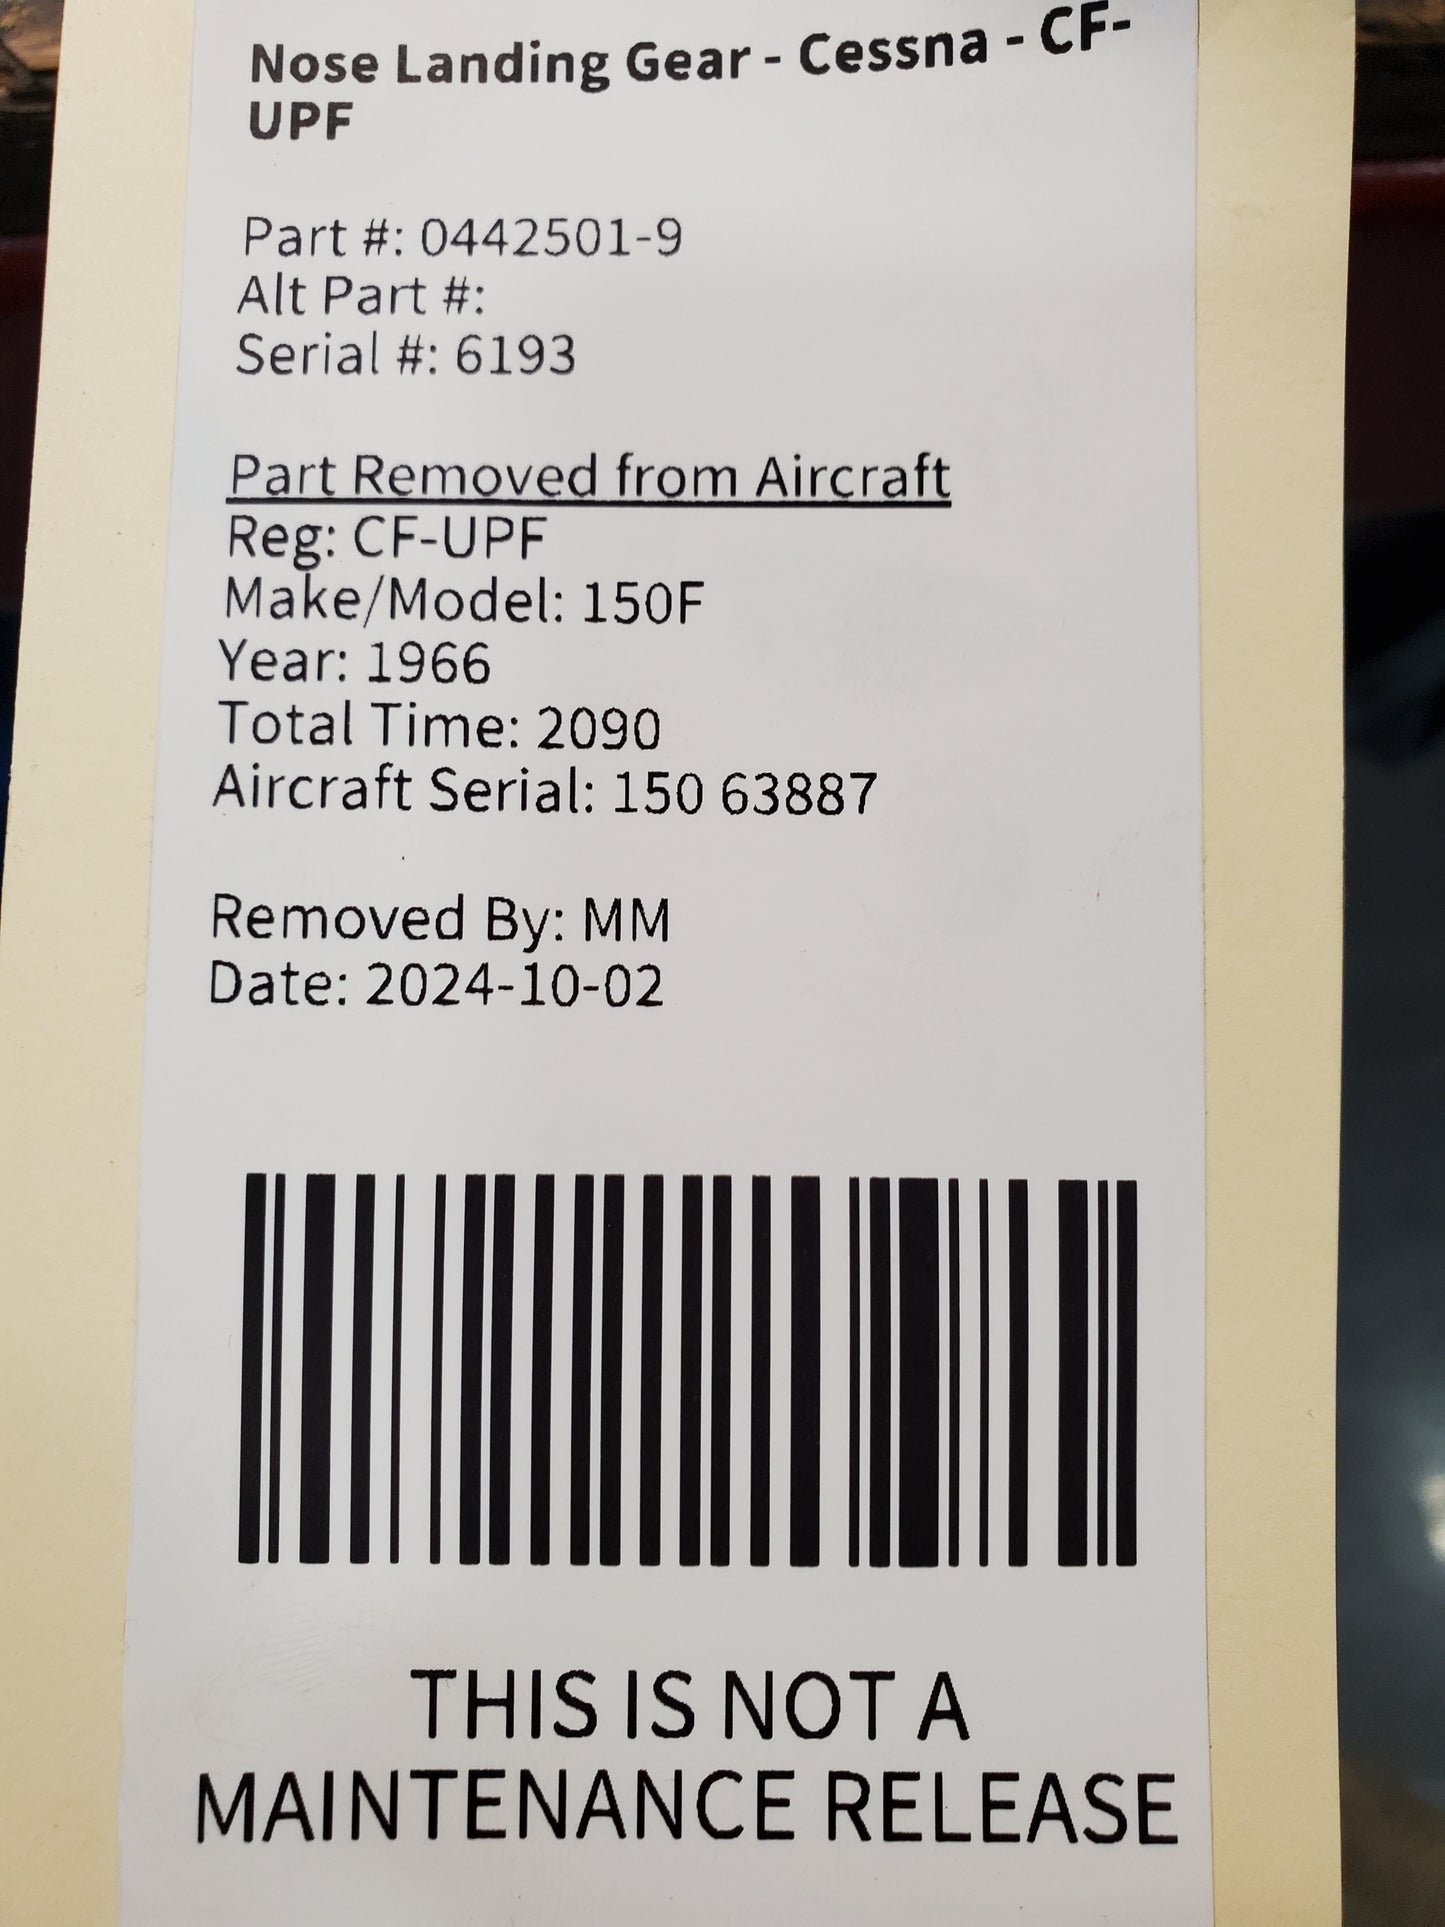 Nose Landing Gear - Cessna - CF-
UPF
Part #: 0442501-9
Alt Part #:
Serial #: 6193
Part Removed from Aircraft
Reg: CF-UPF
Make/Model: 150F
Year: 1966
Total Time: 2090
Aircraft Serial: 150 63887
Removed By: MM
Date: 2024-10-02
THIS IS NOT A
MAINTENANCE RELEASE